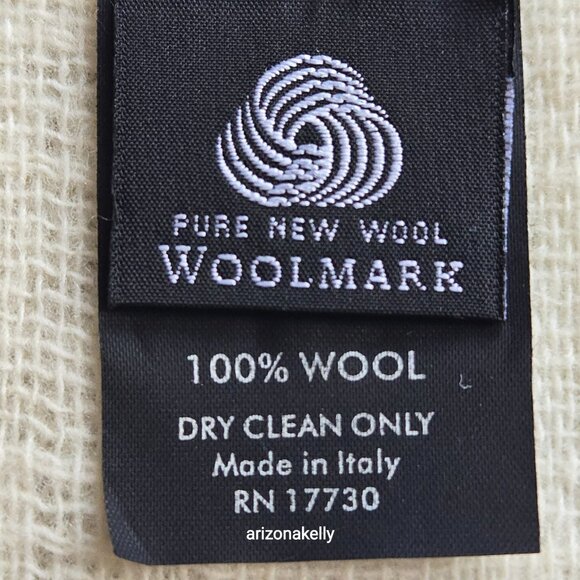 PURE NEW WOOL
WOOLMARK
100% WOOL
DRY CLEAN ONLY
Made in Italy
RN 17730
arizonakelly